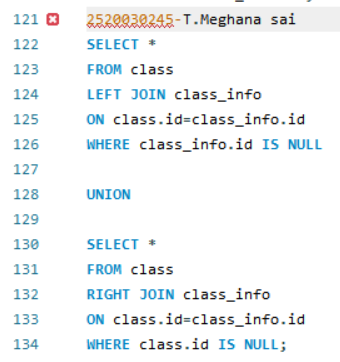 121 2520030245-T.Meghana sai
122 SELECT *
123 FROM class
124 LEFT JOIN class_info
125 ON class.id=class_info.id
126 WHERE class_info.id IS NULL
127
128 UNION
129
130 SELECT *
131 FROM class
132 RIGHT JOIN class_info
133 ON class.id=class_info.id
134 WHERE class.id IS NULL;